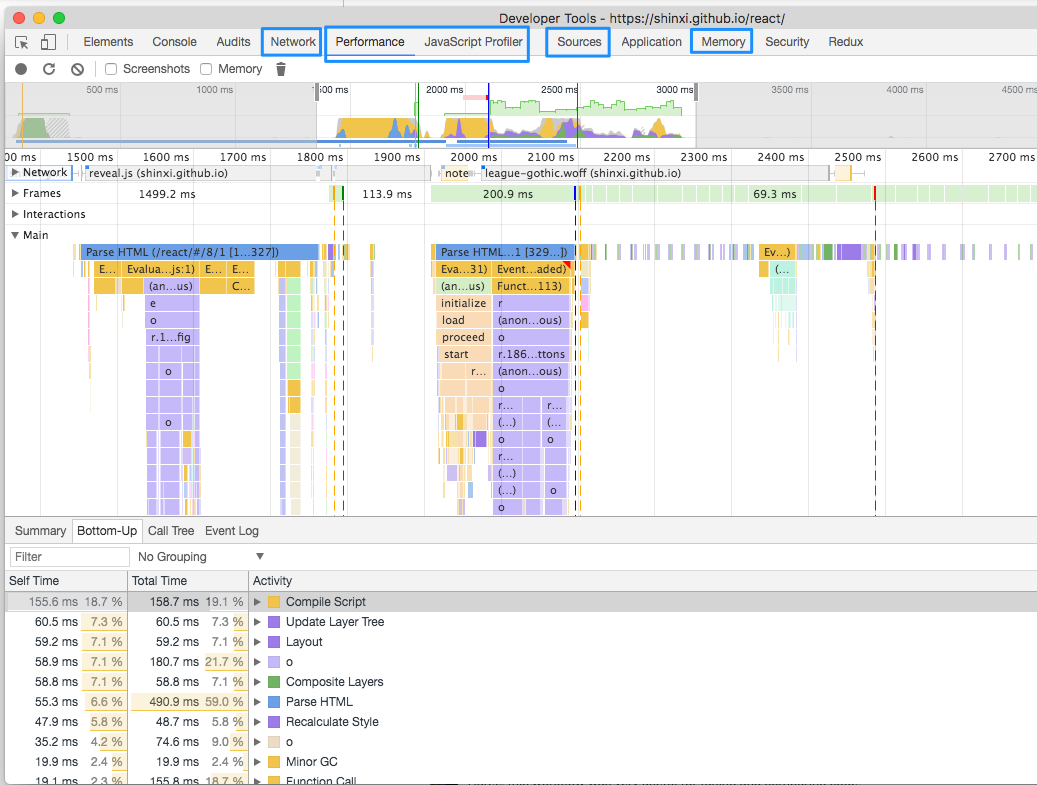 Developer Tools - https://shinxi.github.io/react/
Elements Console Audits Network Performance JavaScript Profiler Sources Application Memory Security Redux
Screenshots Memory
500 ms 1000 ms 500 ms 2000 ms 2500 ms 3000 ms 3500 ms 4000 ms 4500 ms
00 ms 1500 ms 1600 ms 1700 ms 1800 ms 1900 ms 2000 ms 2100 ms 2200 ms 2300 ms 2400 ms 2500 ms 2600 ms 2700 ms
Network reveal.js (shinxi.github.io) note league-gothic.woff (shinxi.github.io)
Frames 1499.2 ms 113.9 ms 200.9 ms 69.3 ms
Interactions
Main
Parse HTML (/react/#/8/1 [1…327]) Parse HTML…1 [329…]) Ev…)
E… Evalua…js:1) E… E… Eva…31) Event…aded) (…
(an…us) C… (an…us) Funct…113)
e initialize r
o load (anon…ous)
r.1…fig proceed o
start r.186…ttons
o r… (anon…ous)
o
r… r…
o (…) (…
o o
r…
(…)
(…) o
o
Summary Bottom-Up Call Tree Event Log
Filter No Grouping
Self Time Total Time Activity
155.6 ms 18.7 % 158.7 ms 19.1 % Compile Script
60.5 ms 7.3 % 60.5 ms 7.3 % Update Layer Tree
59.2 ms 7.1 % 59.2 ms 7.1 % Layout
58.9 ms 7.1 % 180.7 ms 21.7 % o
58.8 ms 7.1 % 58.8 ms 7.1 % Composite Layers
55.3 ms 6.6 % 490.9 ms 59.0 % Parse HTML
47.9 ms 5.8 % 48.7 ms 5.8 % Recalculate Style
35.2 ms 4.2 % 74.6 ms 9.0 % o
19.9 ms 2.4 % 19.9 ms 2.4 % Minor GC
19.1 ms 2.3 % 155.8 ms 18.7 % Function Call